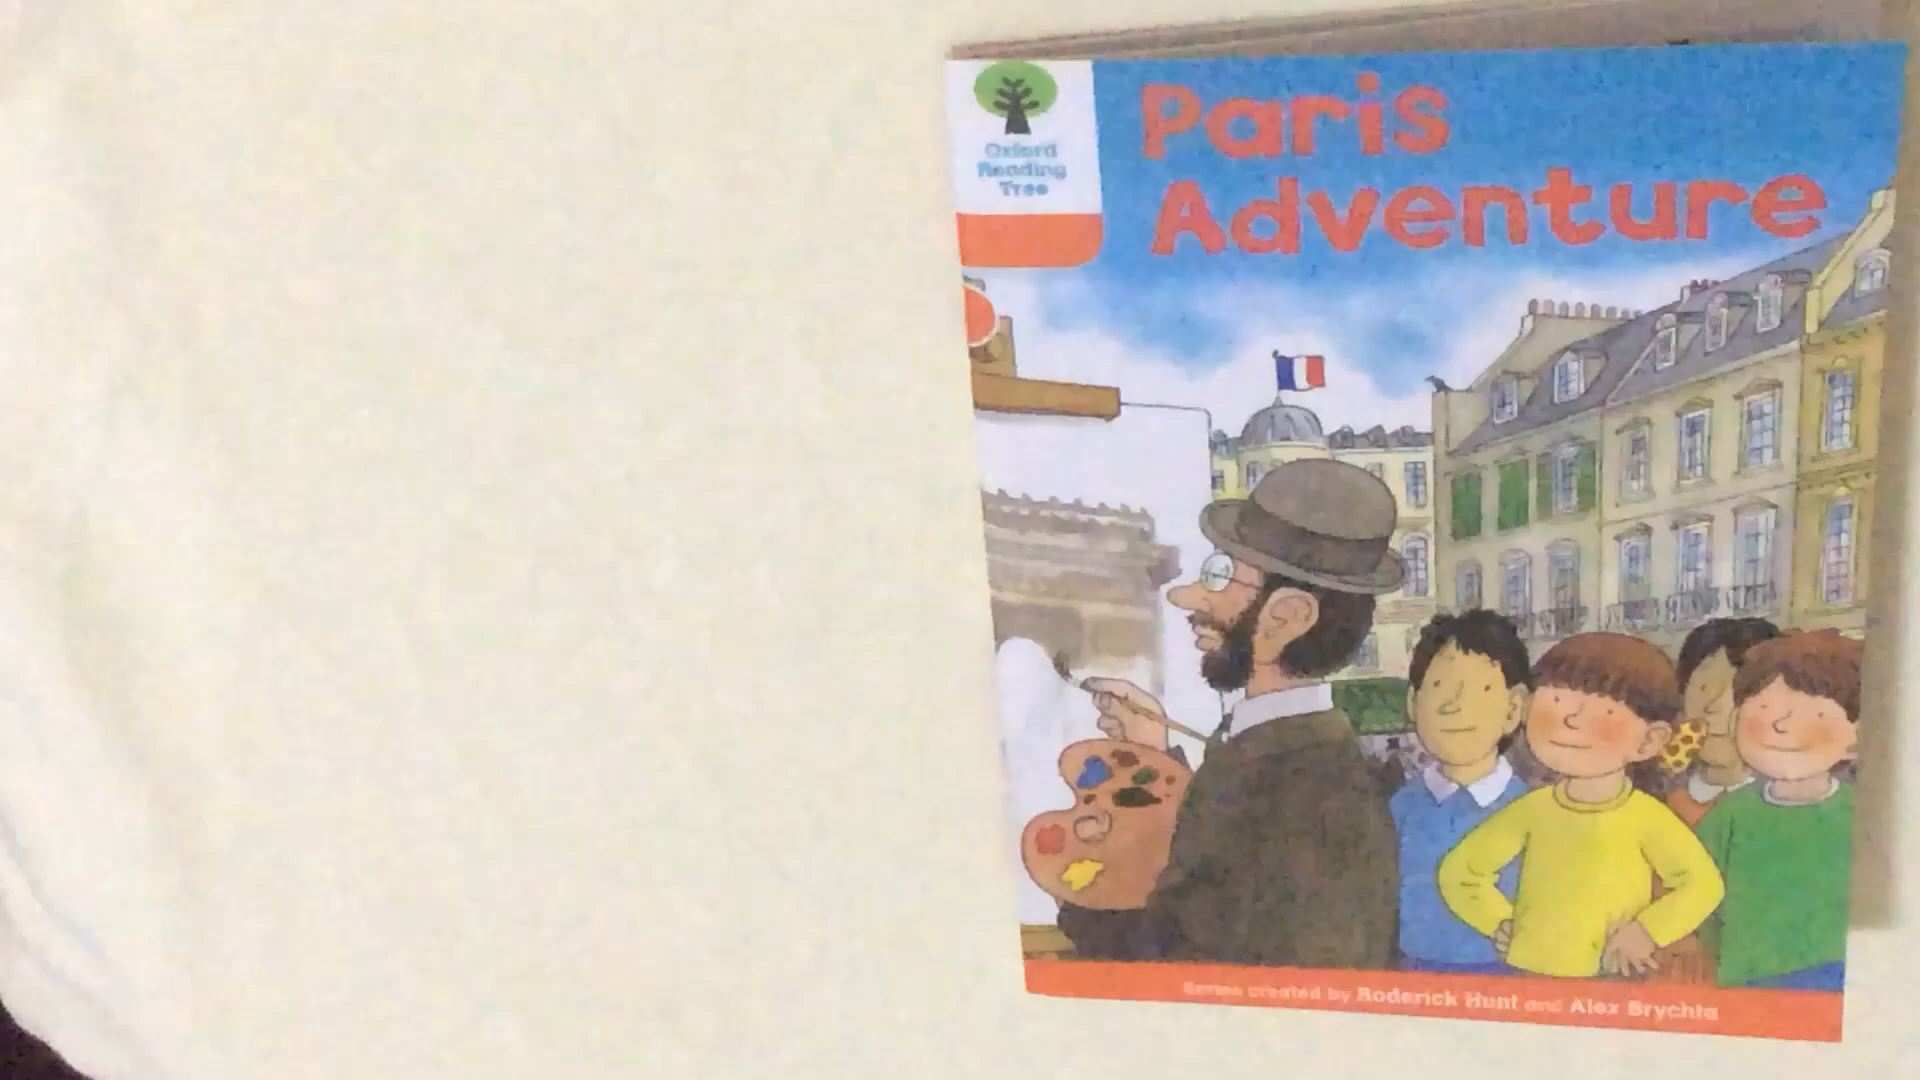 Oxford
Reading
Tree
Paris
Adventure
Series created by Roderick Hunt and Alex Brychta